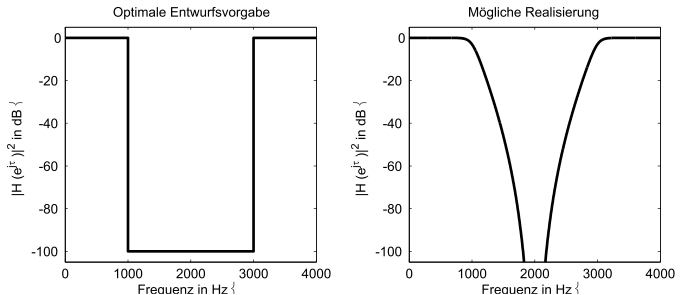 Optimale Entwurfsvorgabe
0
-20
-40
-60
-80
-100
0 1000 2000 3000 4000
Frequenz in Hz
|H (e^jτ )|² in dB
Mögliche Realisierung
0
-20
-40
-60
-80
-100
0 1000 2000 3000 4000
Frequenz in Hz
|H (e^jτ )|² in dB